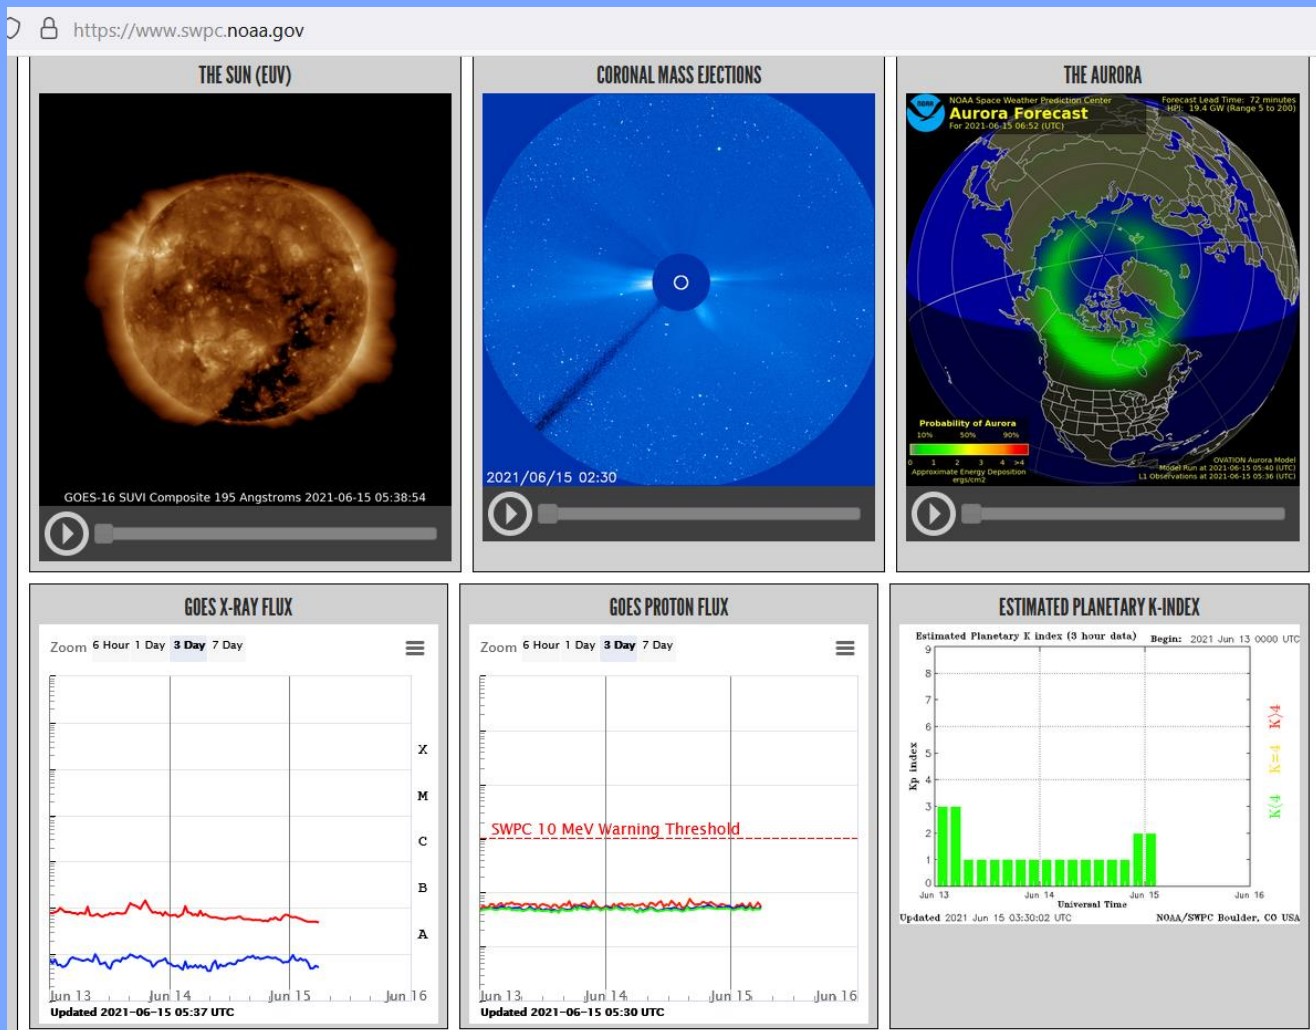 https://www.swpc.noaa.gov
THE SUN (EUV)
GOES-16 SUVI Composite 195 Angstroms 2021-06-15 05:38:54
CORONAL MASS EJECTIONS
2021/06/15 02:30
THE AURORA
NOAA
NOAA Space Weather Prediction Center
Aurora Forecast
For 2021-06-15 06:52 (UTC)
Forecast Lead Time: 72 minutes
HPI: 19.4 GW (Range 5 to 200)
Probability of Aurora
10% 50% 90%
0 1 2 3 4 >4
Approximate Energy Deposition
ergs/cm2
OVATION Aurora Model
Model Run at 2021-06-15 05:40 (UTC)
L1 Observations at 2021-06-15 05:36 (UTC)
GOES X-RAY FLUX
Zoom 6 Hour 1 Day 3 Day 7 Day
X
M
C
B
A
Jun 13 Jun 14 Jun 15 Jun 16
Updated 2021-06-15 05:37 UTC
GOES PROTON FLUX
Zoom 6 Hour 1 Day 3 Day 7 Day
SWPC 10 MeV Warning Threshold
Jun 13 Jun 14 Jun 15 Jun 16
Updated 2021-06-15 05:30 UTC
ESTIMATED PLANETARY K-INDEX
Estimated Planetary K index (3 hour data) Begin: 2021 Jun 13 0000 UTC
9
8
7
6
5
4
3
2
1
0
Kp index
K<4 K=4 K>4
Jun 13 Jun 14 Jun 15 Jun 16
Universal Time
Updated 2021 Jun 15 03:30:02 UTC NOAA/SWPC Boulder, CO USA